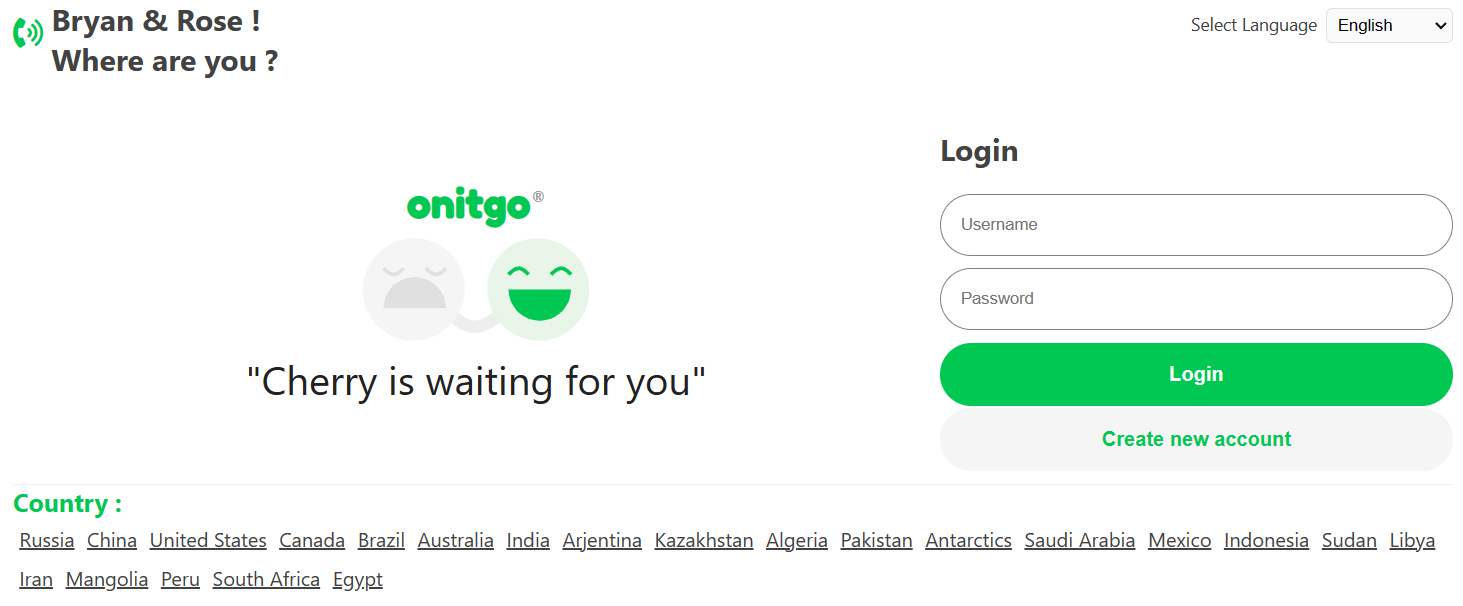 Bryan & Rose !
Where are you ?
Select Language English
onitgo®
"Cherry is waiting for you"
Login
Username
Password
Login
Create new account
Country :
Russia China United States Canada Brazil Australia India Arjentina Kazakhstan Algeria Pakistan Antarctics Saudi Arabia Mexico Indonesia Sudan Libya
Iran Mangolia Peru South Africa Egypt